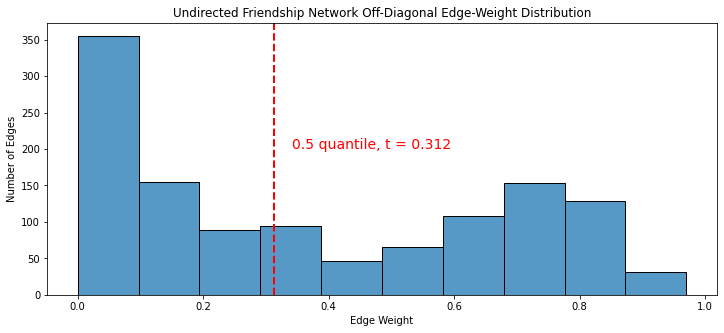 Undirected Friendship Network Off-Diagonal Edge-Weight Distribution
Number of Edges
350
300
250
200
150
100
50
0
0.5 quantile, t = 0.312
0.0 0.2 0.4 0.6 0.8 1.0
Edge Weight